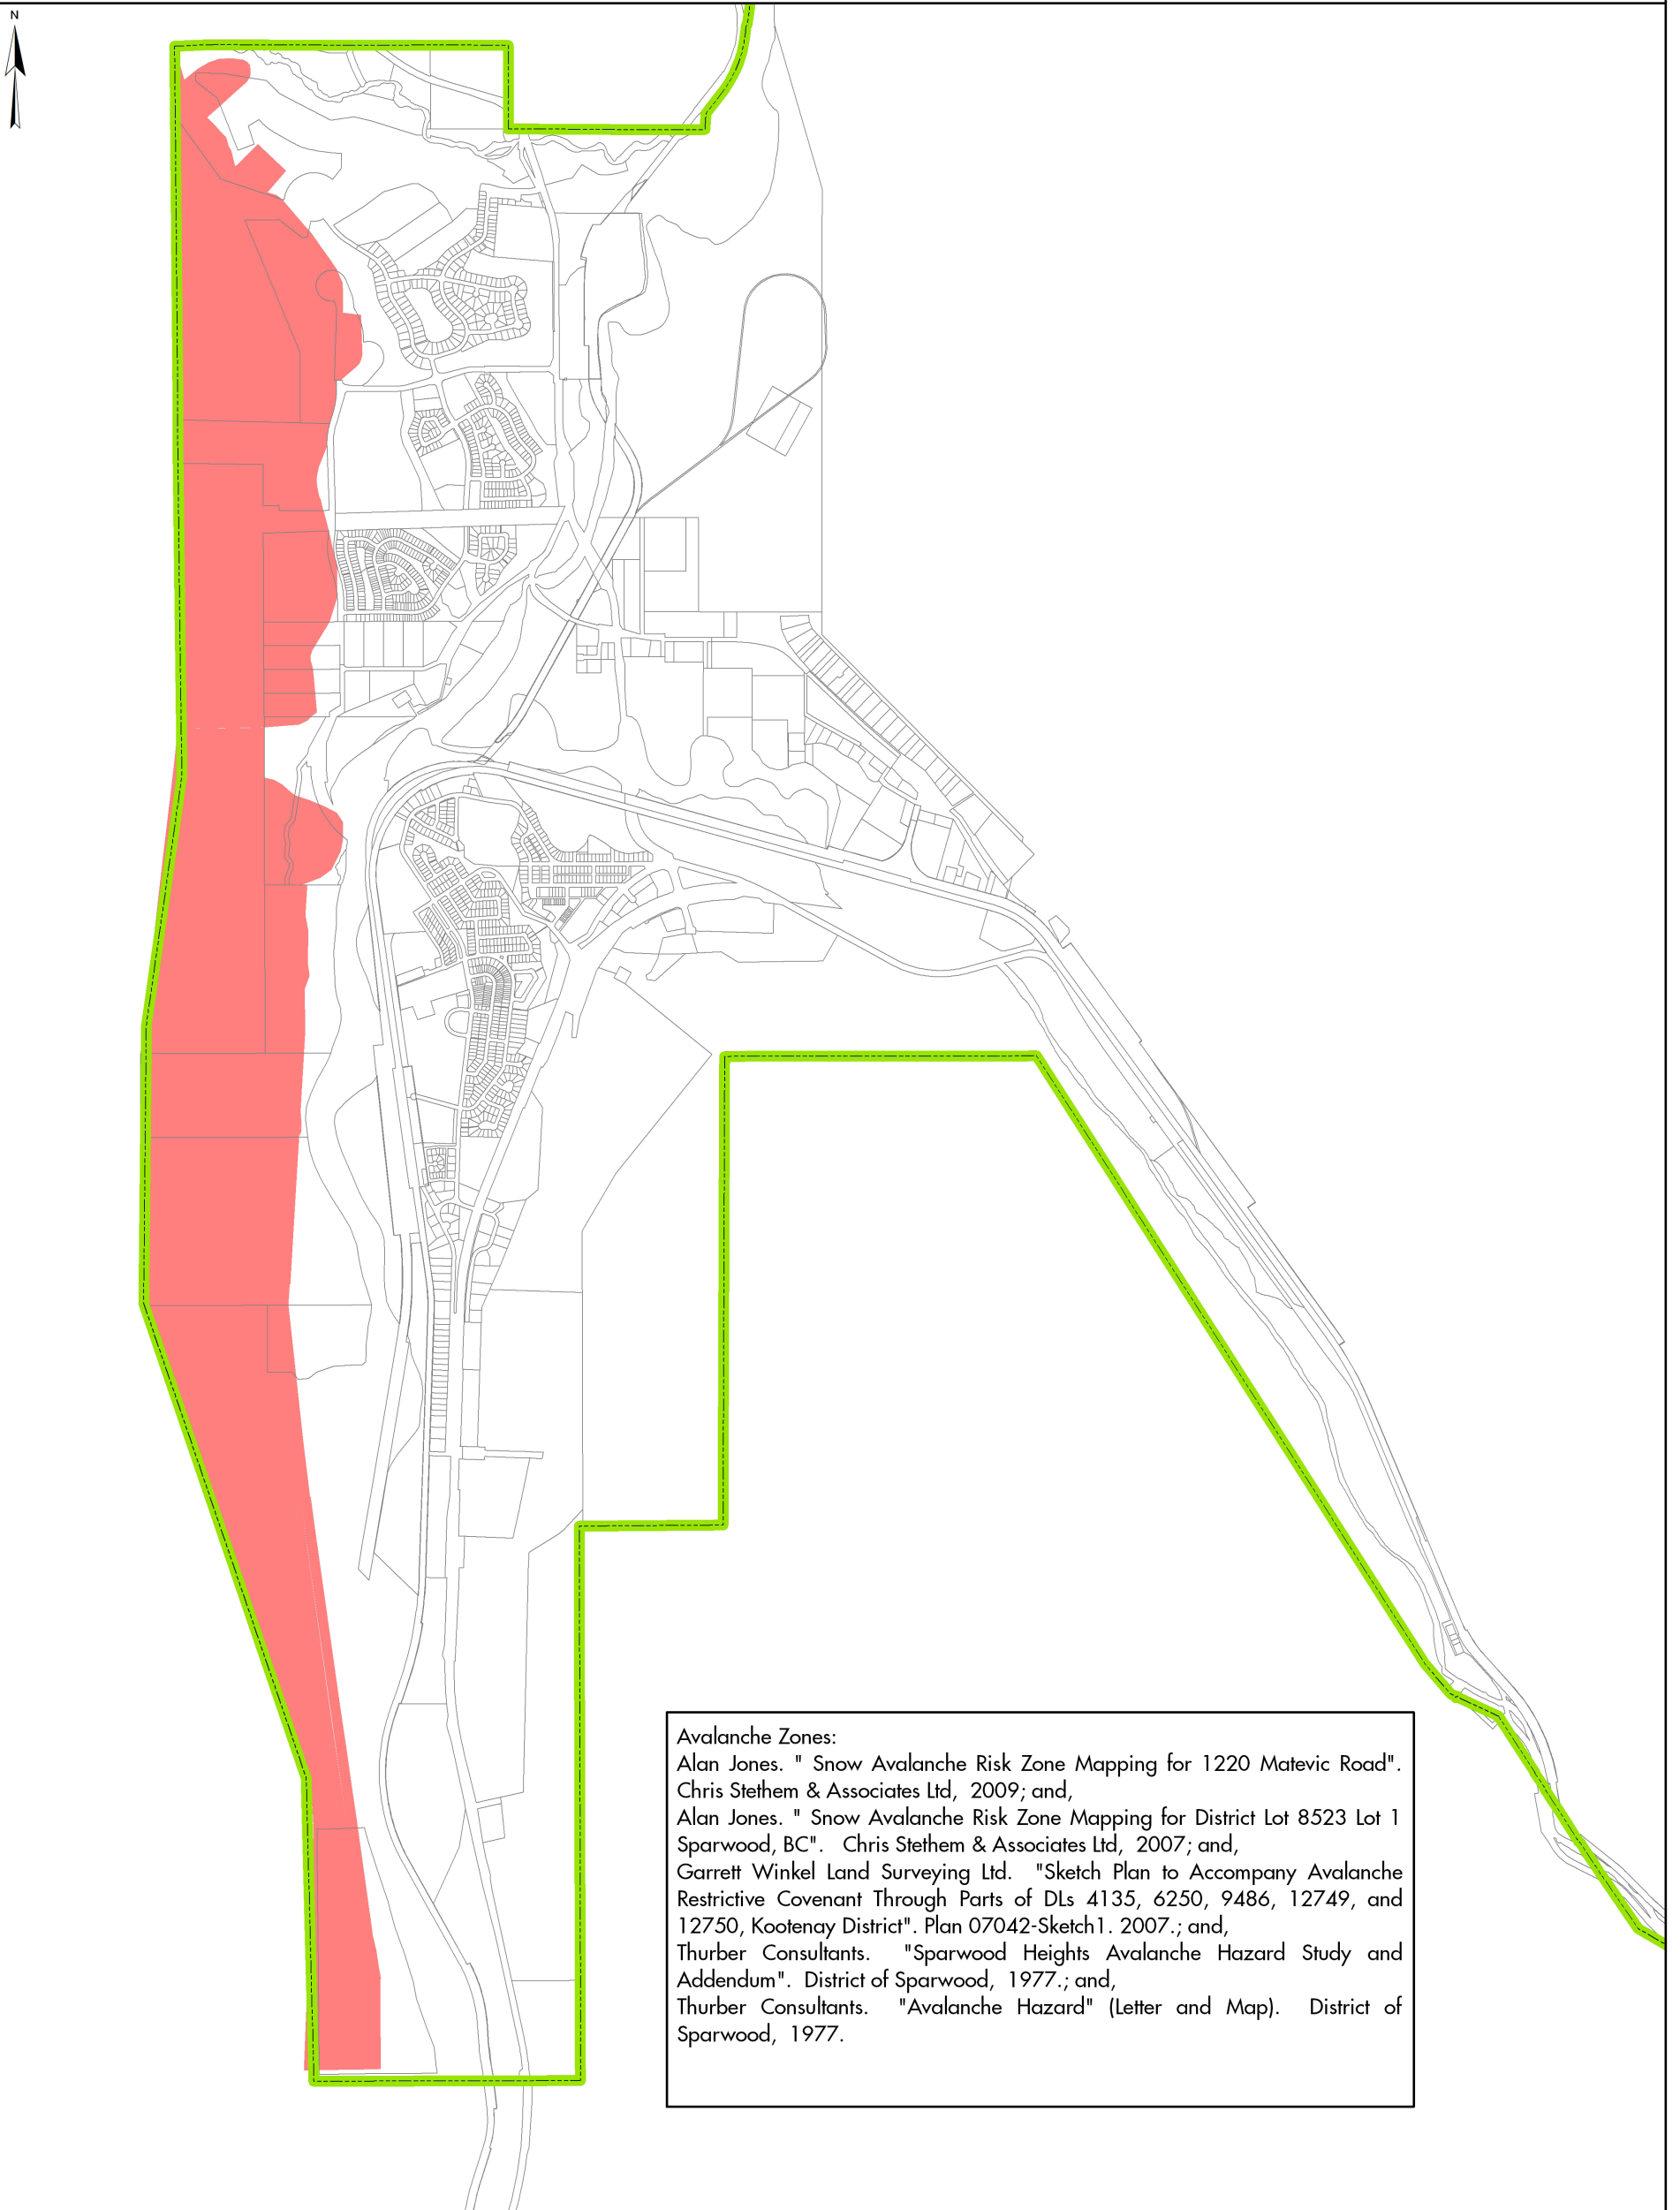 N
Avalanche Zones:
Alan Jones. " Snow Avalanche Risk Zone Mapping for 1220 Matevic Road".
Chris Stethem & Associates Ltd, 2009; and,
Alan Jones. " Snow Avalanche Risk Zone Mapping for District Lot 8523 Lot 1
Sparwood, BC". Chris Stethem & Associates Ltd, 2007; and,
Garrett Winkel Land Surveying Ltd. "Sketch Plan to Accompany Avalanche
Restrictive Covenant Through Parts of DLs 4135, 6250, 9486, 12749, and
12750, Kootenay District". Plan 07042-Sketch1. 2007.; and,
Thurber Consultants. "Sparwood Heights Avalanche Hazard Study and
Addendum". District of Sparwood, 1977.; and,
Thurber Consultants. "Avalanche Hazard" (Letter and Map). District of
Sparwood, 1977.